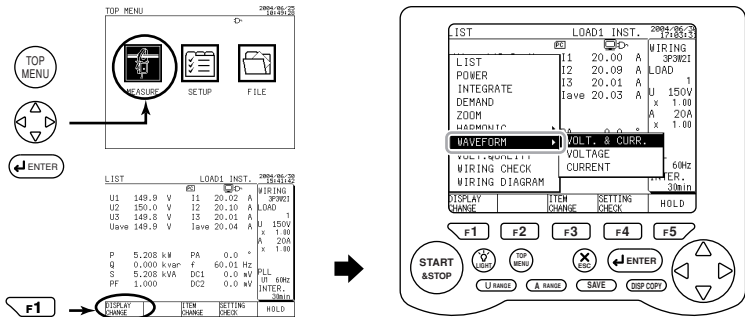 TOP MENU
2004/06/25
10:49:28
TOP
MENU
MEASURE
SETUP
FILE
ENTER
LIST
LOAD1 INST.
2004/06/30
15:41:42
PC
U1 149.9 V I1 20.02 A
U2 150.0 V I2 20.10 A
U3 149.8 V I3 20.01 A
Uave 149.9 V Iave 20.04 A
P 5.208 kW PA 0.0 °
Q 0.000 kvar f 60.01 Hz
S 5.208 kVA DC1 0.0 mV
PF 1.000 DC2 0.0 mV
WIRING
3P3W2I
LOAD
1
U 150V
x 1.00
A 20A
x 1.00
PLL
U1 60Hz
INTER.
30min
DISPLAY
CHANGE
ITEM
CHANGE
SETTING
CHECK
HOLD
F1
LIST
LOAD1 INST.
2004/06/30
17:03:31
PC
I1 20.00 A
I2 20.09 A
I3 20.01 A
Iave 20.03 A
LIST
POWER
INTEGRATE
DEMAND
ZOOM
HARMONIC
WAVEFORM
VOLT.QUALITY
WIRING CHECK
WIRING DIAGRAM
VOLT. & CURR.
VOLTAGE
CURRENT
WIRING
3P3W2I
LOAD
1
U 150V
x 1.00
A 20A
x 1.00
60Hz
INTER.
30min
DISPLAY
CHANGE
ITEM
CHANGE
SETTING
CHECK
HOLD
F1
F2
F3
F4
F5
START
&STOP
LIGHT
TOP
MENU
ESC
ENTER
U RANGE
A RANGE
SAVE
DISP COPY